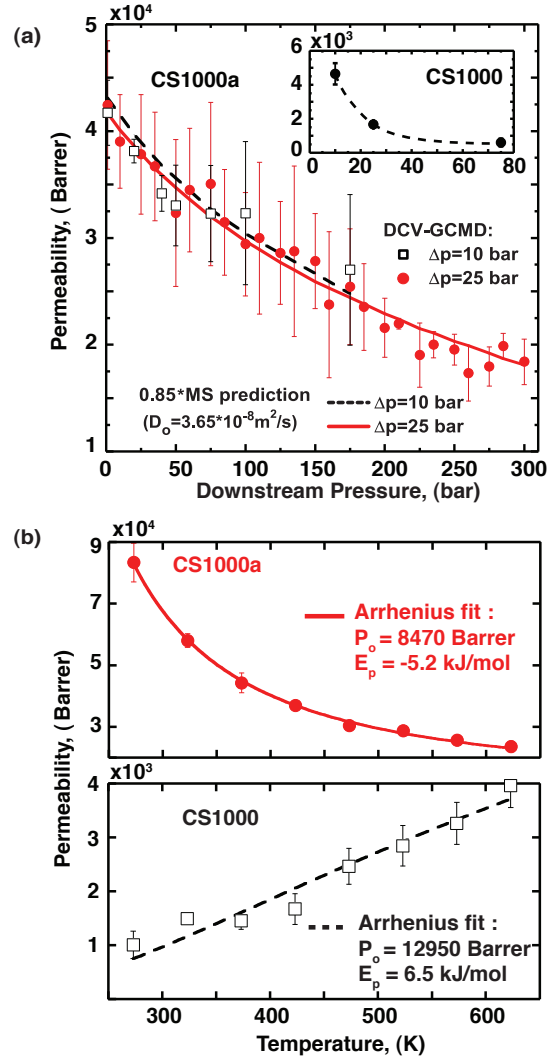 (a)
x10⁴
5
4
3
2
1
Permeability, (Barrer)
CS1000a
x10³
6
4
2
0
0 20 40 60 80
CS1000
DCV-GCMD:
Δp=10 bar
Δp=25 bar
0.85*MS prediction
(Dₒ=3.65*10⁻⁸m²/s)
Δp=10 bar
Δp=25 bar
0 50 100 150 200 250 300
Downstream Pressure, (bar)
(b)
x10⁴
9
7
5
3
CS1000a
Arrhenius fit :
Pₒ = 8470 Barrer
Eₚ = -5.2 kJ/mol
Permeability, (Barrer)
x10³
4
3
2
1
0
CS1000
Arrhenius fit :
Pₒ = 12950 Barrer
Eₚ = 6.5 kJ/mol
300 400 500 600
Temperature, (K)